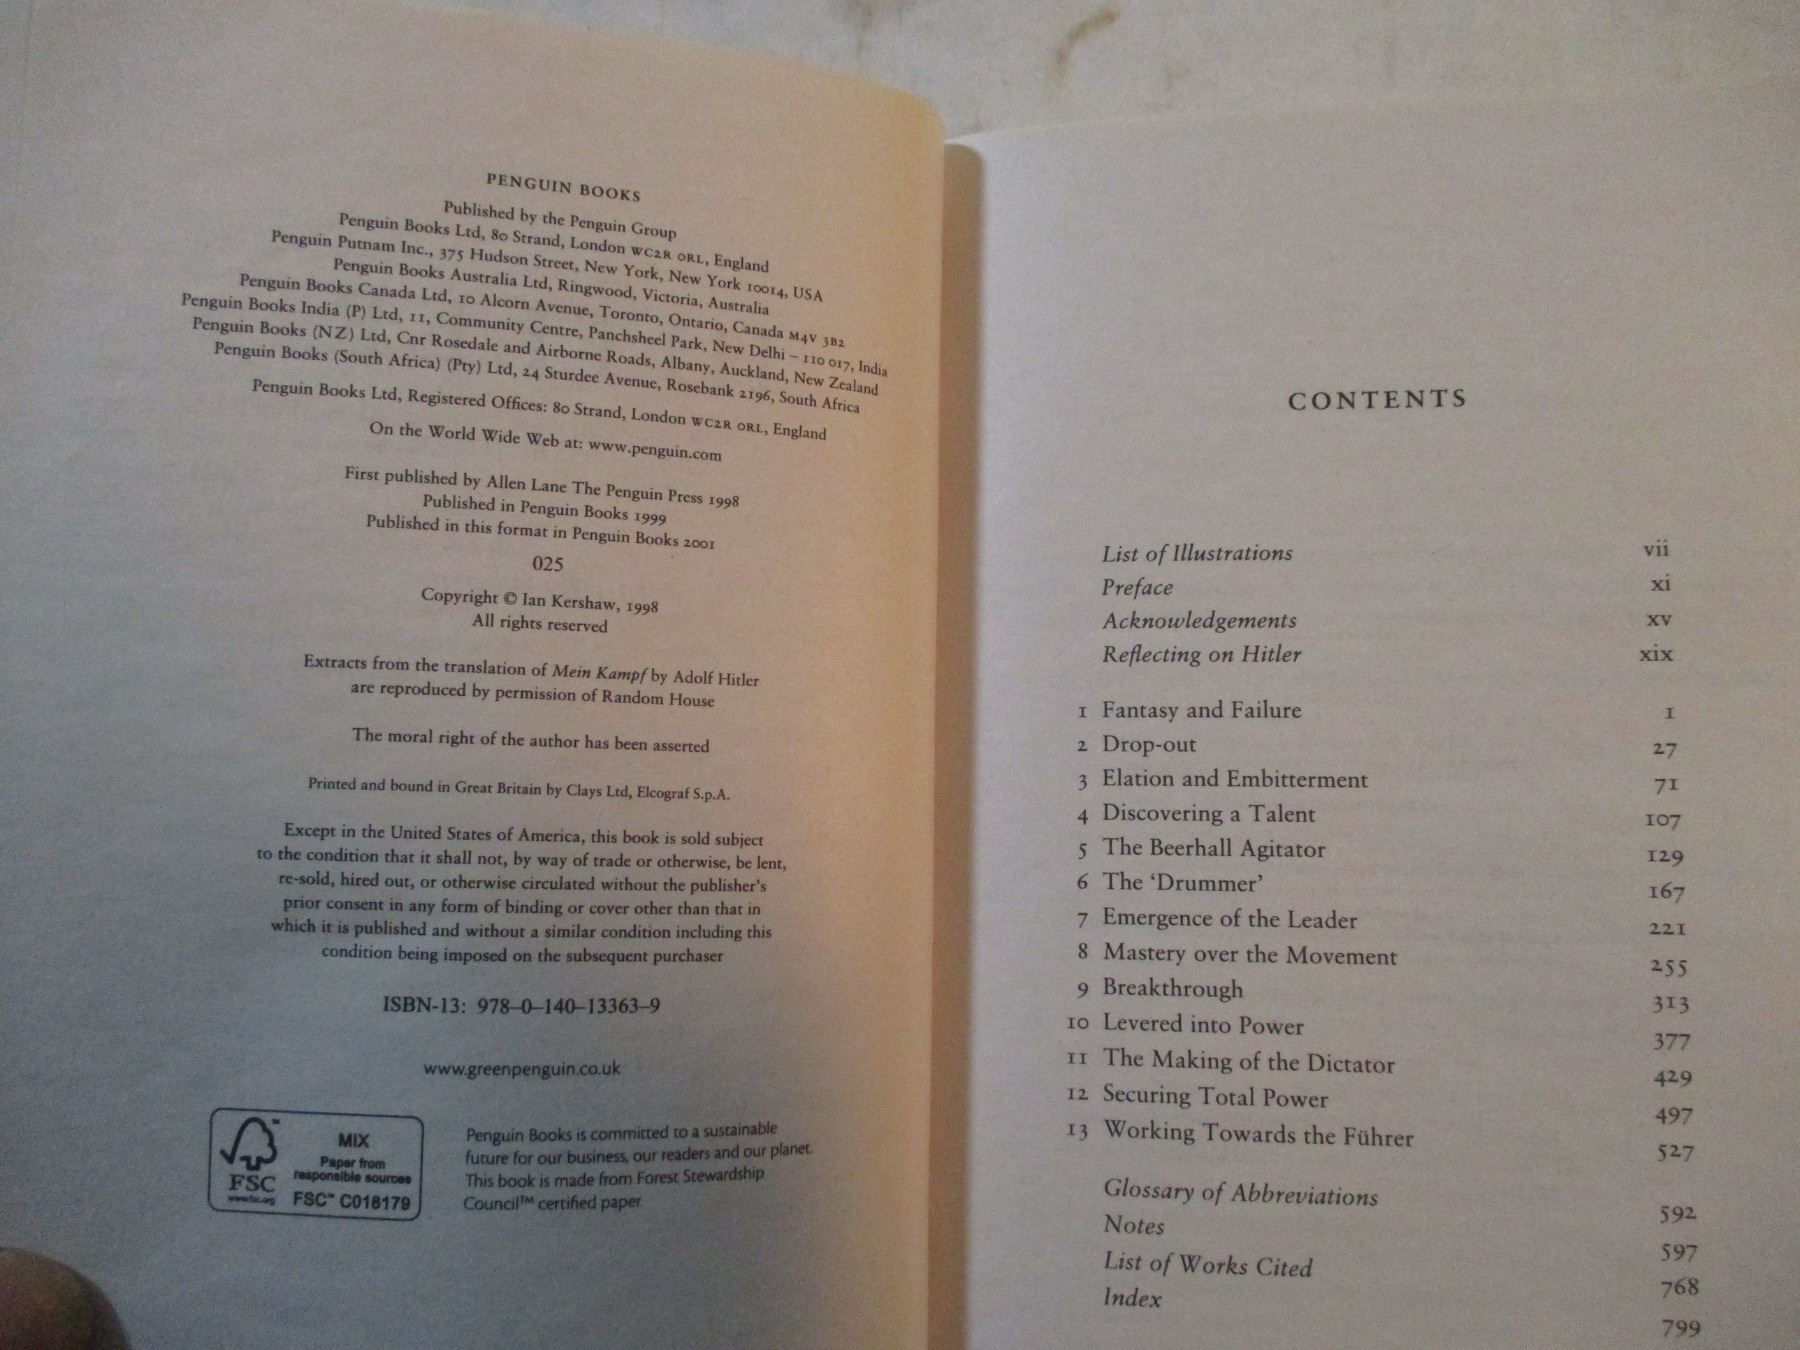 PENGUIN BOOKS
Published by the Penguin Group
Penguin Books Ltd, 80 Strand, London WC2R 0RL, England
Penguin Putnam Inc., 375 Hudson Street, New York, New York 10014, USA
Penguin Books Australia Ltd, Ringwood, Victoria, Australia
Penguin Books Canada Ltd, 10 Alcorn Avenue, Toronto, Ontario, Canada M4V 3B2
Penguin Books India (P) Ltd, 11, Community Centre, Panchsheel Park, New Delhi – 110 017, India
Penguin Books (NZ) Ltd, Cnr Rosedale and Airborne Roads, Albany, Auckland, New Zealand
Penguin Books (South Africa) (Pty) Ltd, 24 Sturdee Avenue, Rosebank 2196, South Africa
Penguin Books Ltd, Registered Offices: 80 Strand, London WC2R 0RL, England
On the World Wide Web at: www.penguin.com
First published by Allen Lane The Penguin Press 1998
Published in Penguin Books 1999
Published in this format in Penguin Books 2001
025
Copyright © Ian Kershaw, 1998
All rights reserved
Extracts from the translation of Mein Kampf by Adolf Hitler
are reproduced by permission of Random House
The moral right of the author has been asserted
Printed and bound in Great Britain by Clays Ltd, Elcograf S.p.A.
Except in the United States of America, this book is sold subject
to the condition that it shall not, by way of trade or otherwise, be lent,
re-sold, hired out, or otherwise circulated without the publisher's
prior consent in any form of binding or cover other than that in
which it is published and without a similar condition including this
condition being imposed on the subsequent purchaser
ISBN-13: 978–0–140–13363–9
www.greenpenguin.co.uk
FSC
www.fsc.org
MIX
Paper from
responsible sources
FSC™ C018179
Penguin Books is committed to a sustainable
future for our business, our readers and our planet.
This book is made from Forest Stewardship
Council™ certified paper.
CONTENTS
List of Illustrations vii
Preface xi
Acknowledgements xv
Reflecting on Hitler xix
1 Fantasy and Failure 1
2 Drop-out 27
3 Elation and Embitterment 71
4 Discovering a Talent 107
5 The Beerhall Agitator 129
6 The 'Drummer' 167
7 Emergence of the Leader 221
8 Mastery over the Movement 255
9 Breakthrough 313
10 Levered into Power 377
11 The Making of the Dictator 429
12 Securing Total Power 497
13 Working Towards the Führer 527
Glossary of Abbreviations 592
Notes 597
List of Works Cited 768
Index 799